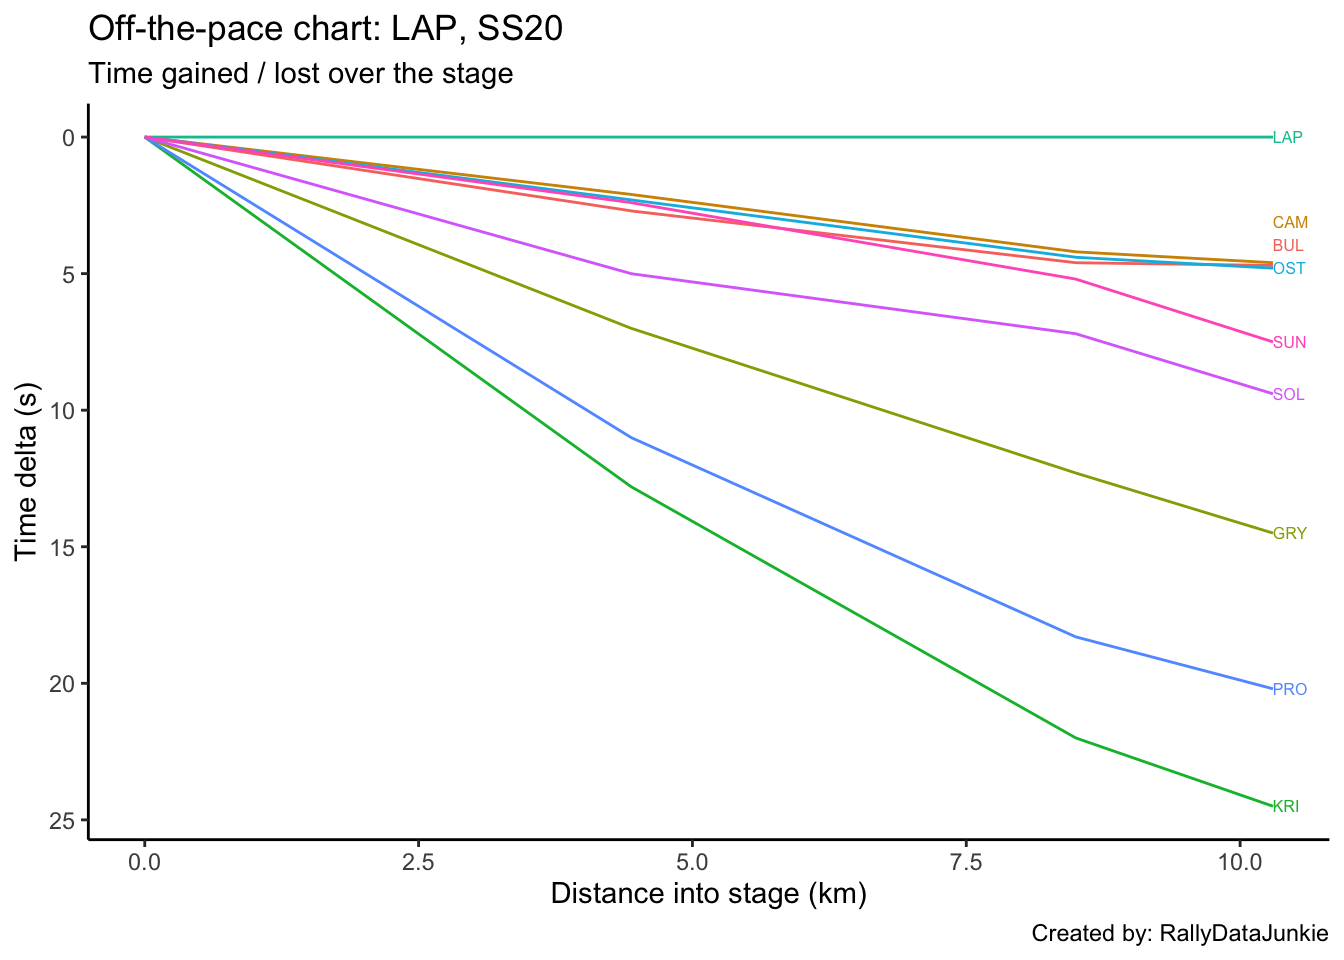 Off-the-pace chart: LAP, SS20
Time gained / lost over the stage
Time delta (s)
0
5
10
15
20
25
LAP
CAM
BUL
OST
SUN
SOL
GRY
PRO
KRI
0.0 2.5 5.0 7.5 10.0
Distance into stage (km)
Created by: RallyDataJunkie